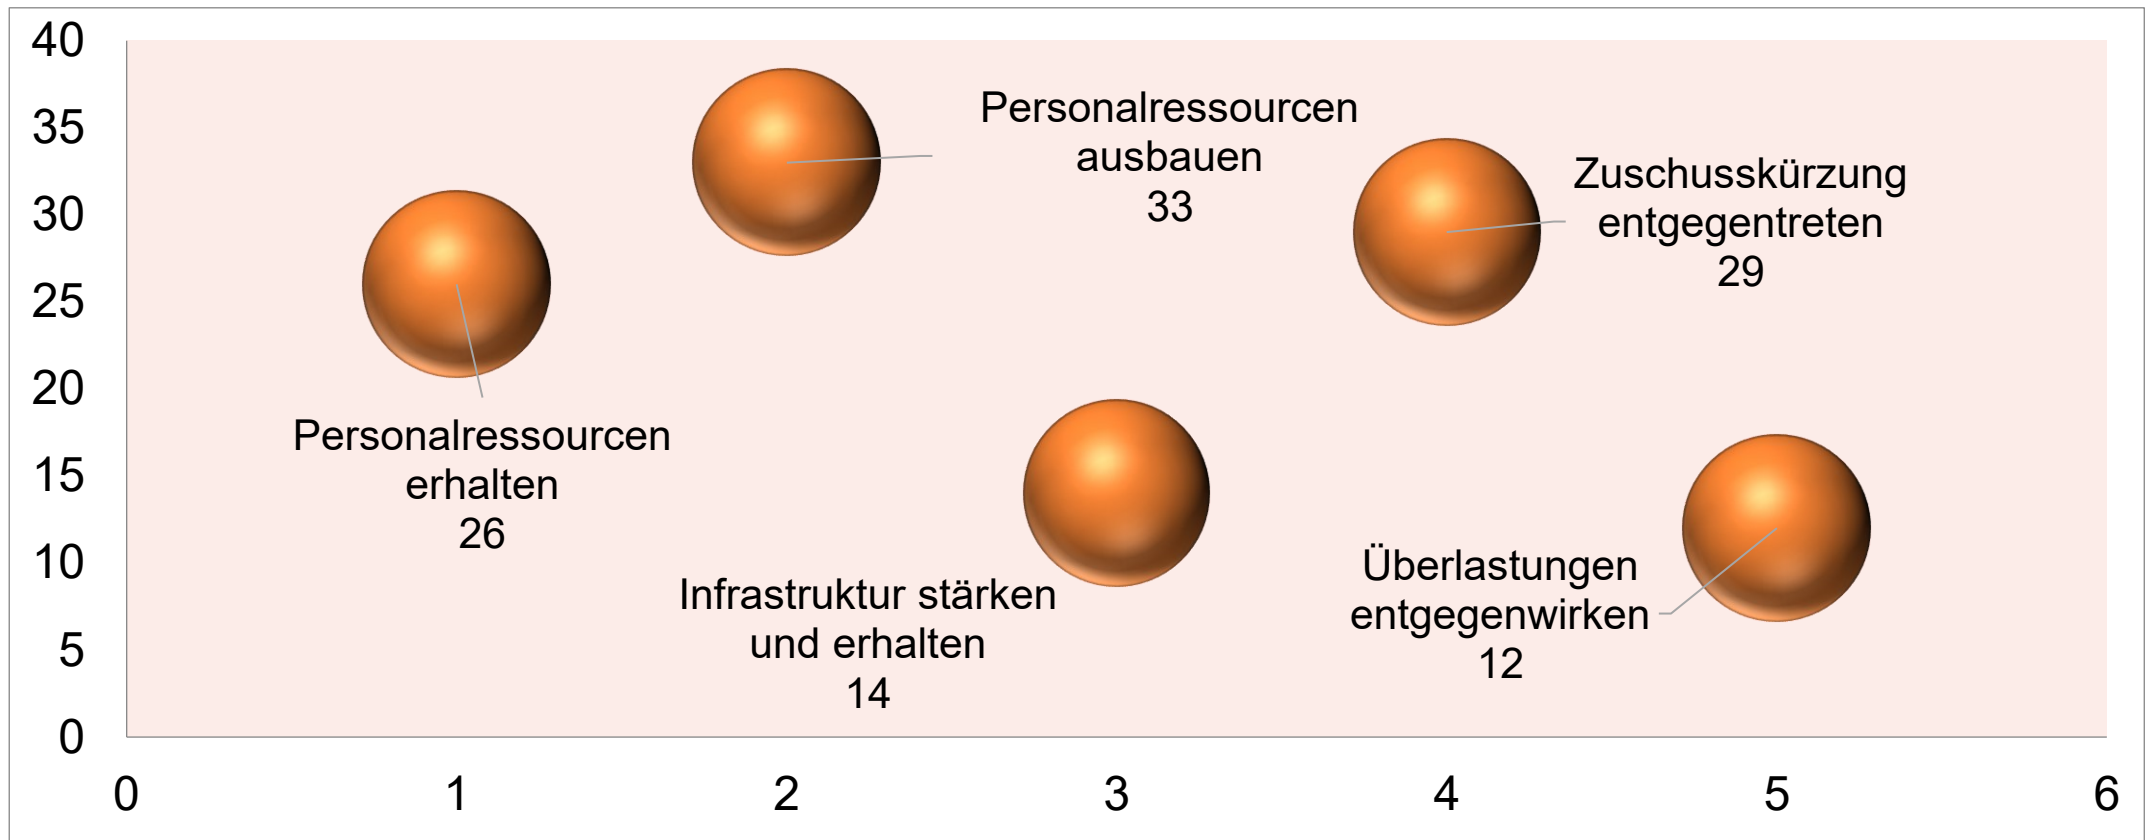 40
35
30
25
20
15
10
5
0
Personalressourcen
erhalten
26
Personalressourcen
ausbauen
33
Infrastruktur stärken
und erhalten
14
Zuschusskürzung
entgegentreten
29
Überlastungen
entgegenwirken
12
0 1 2 3 4 5 6